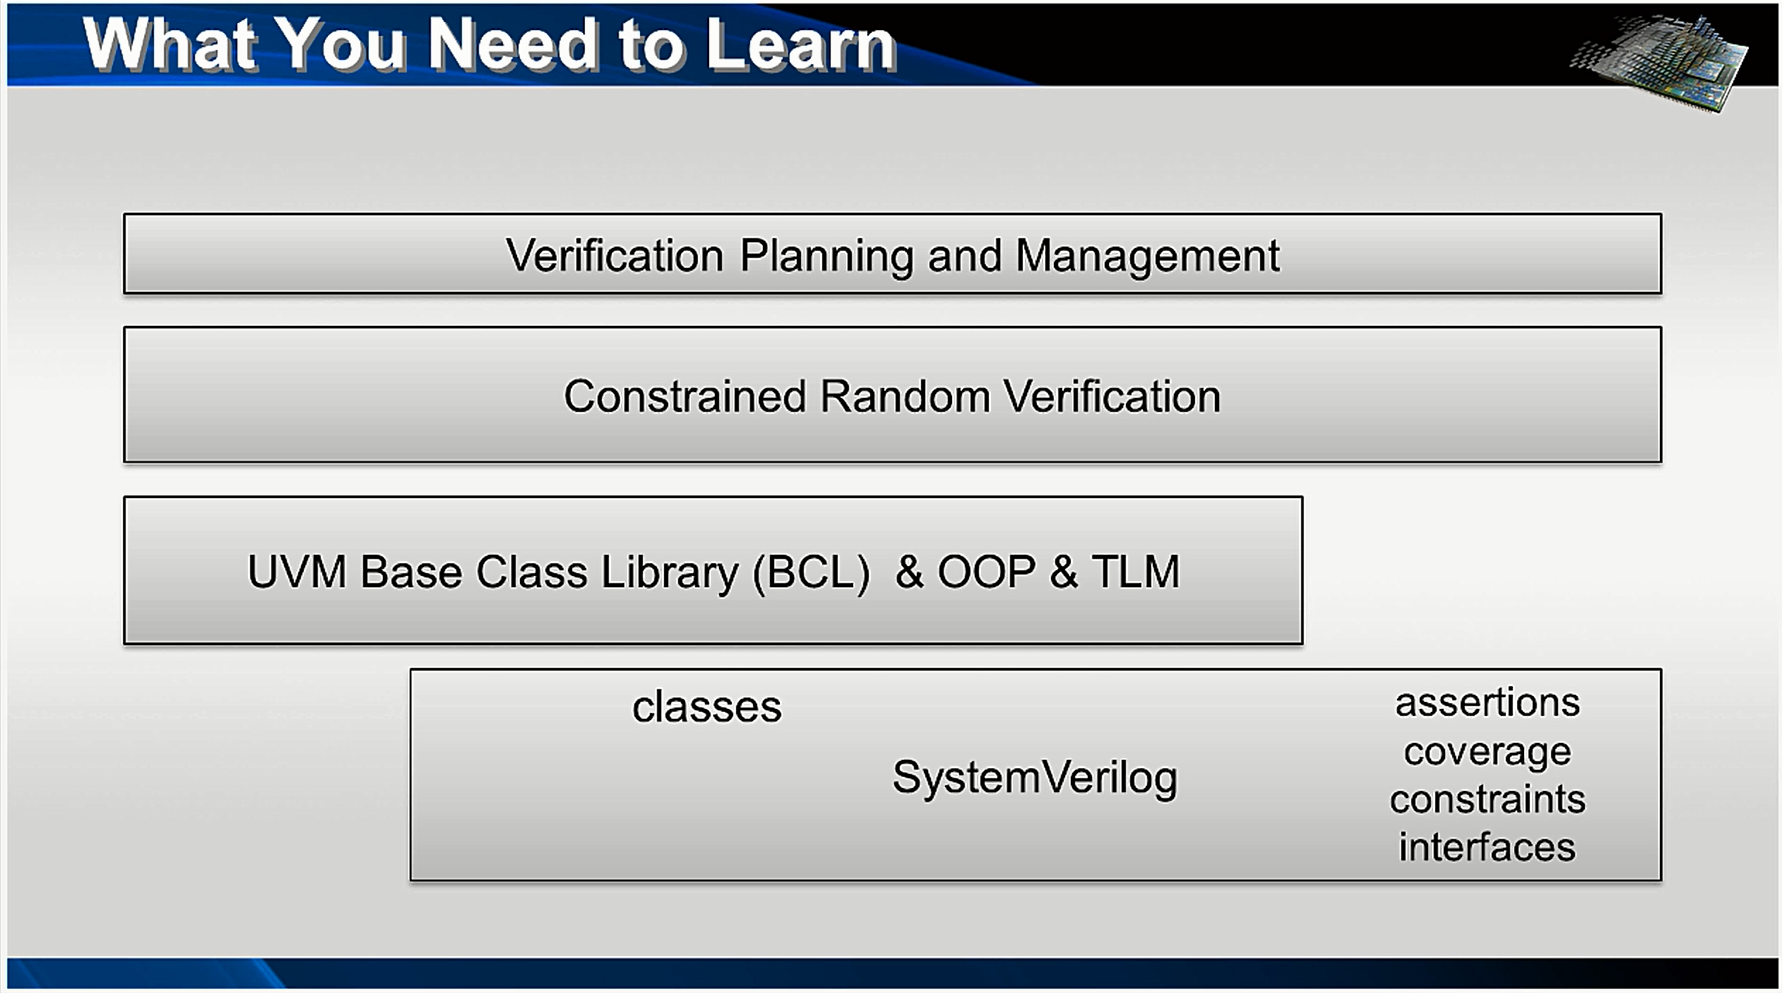 What You Need to Learn
Verification Planning and Management
Constrained Random Verification
UVM Base Class Library (BCL)  & OOP & TLM
classes
SystemVerilog
assertions
coverage
constraints
interfaces